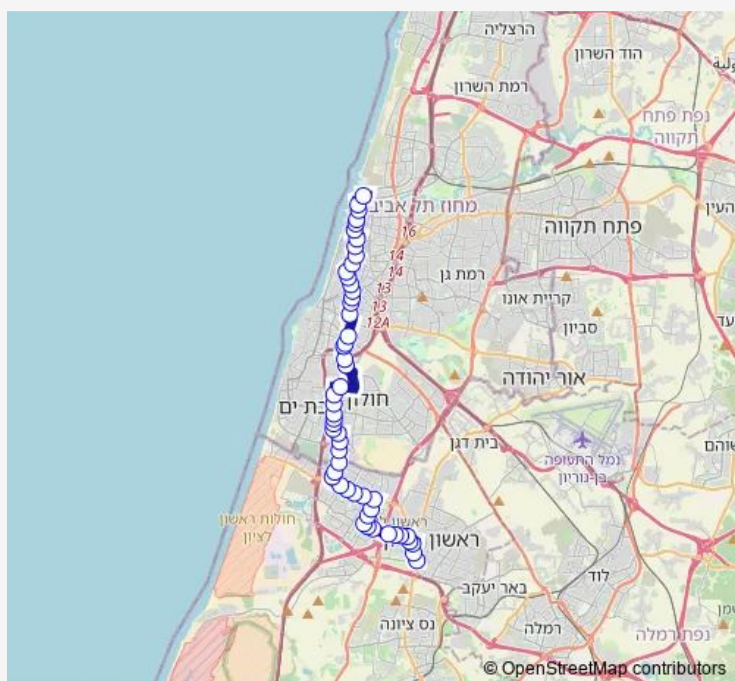 הרצליה
הוד השרון
רמת השרון
נפת פתח
תקווה
מחוז תל אביב
16
פתח תקווה
העין
14
14
רמת גן
13
קריית אונו
13
12A
סביון
אור יהודה
חולון
בת ים
בית דגן
נמל התעופה
בן-גוריון
שוהם
חולות ראשון
לציון
ראשון
באר יעקב
לוד
נס ציונה
רמלה
נפת רמלה
© OpenStreetMap contributors